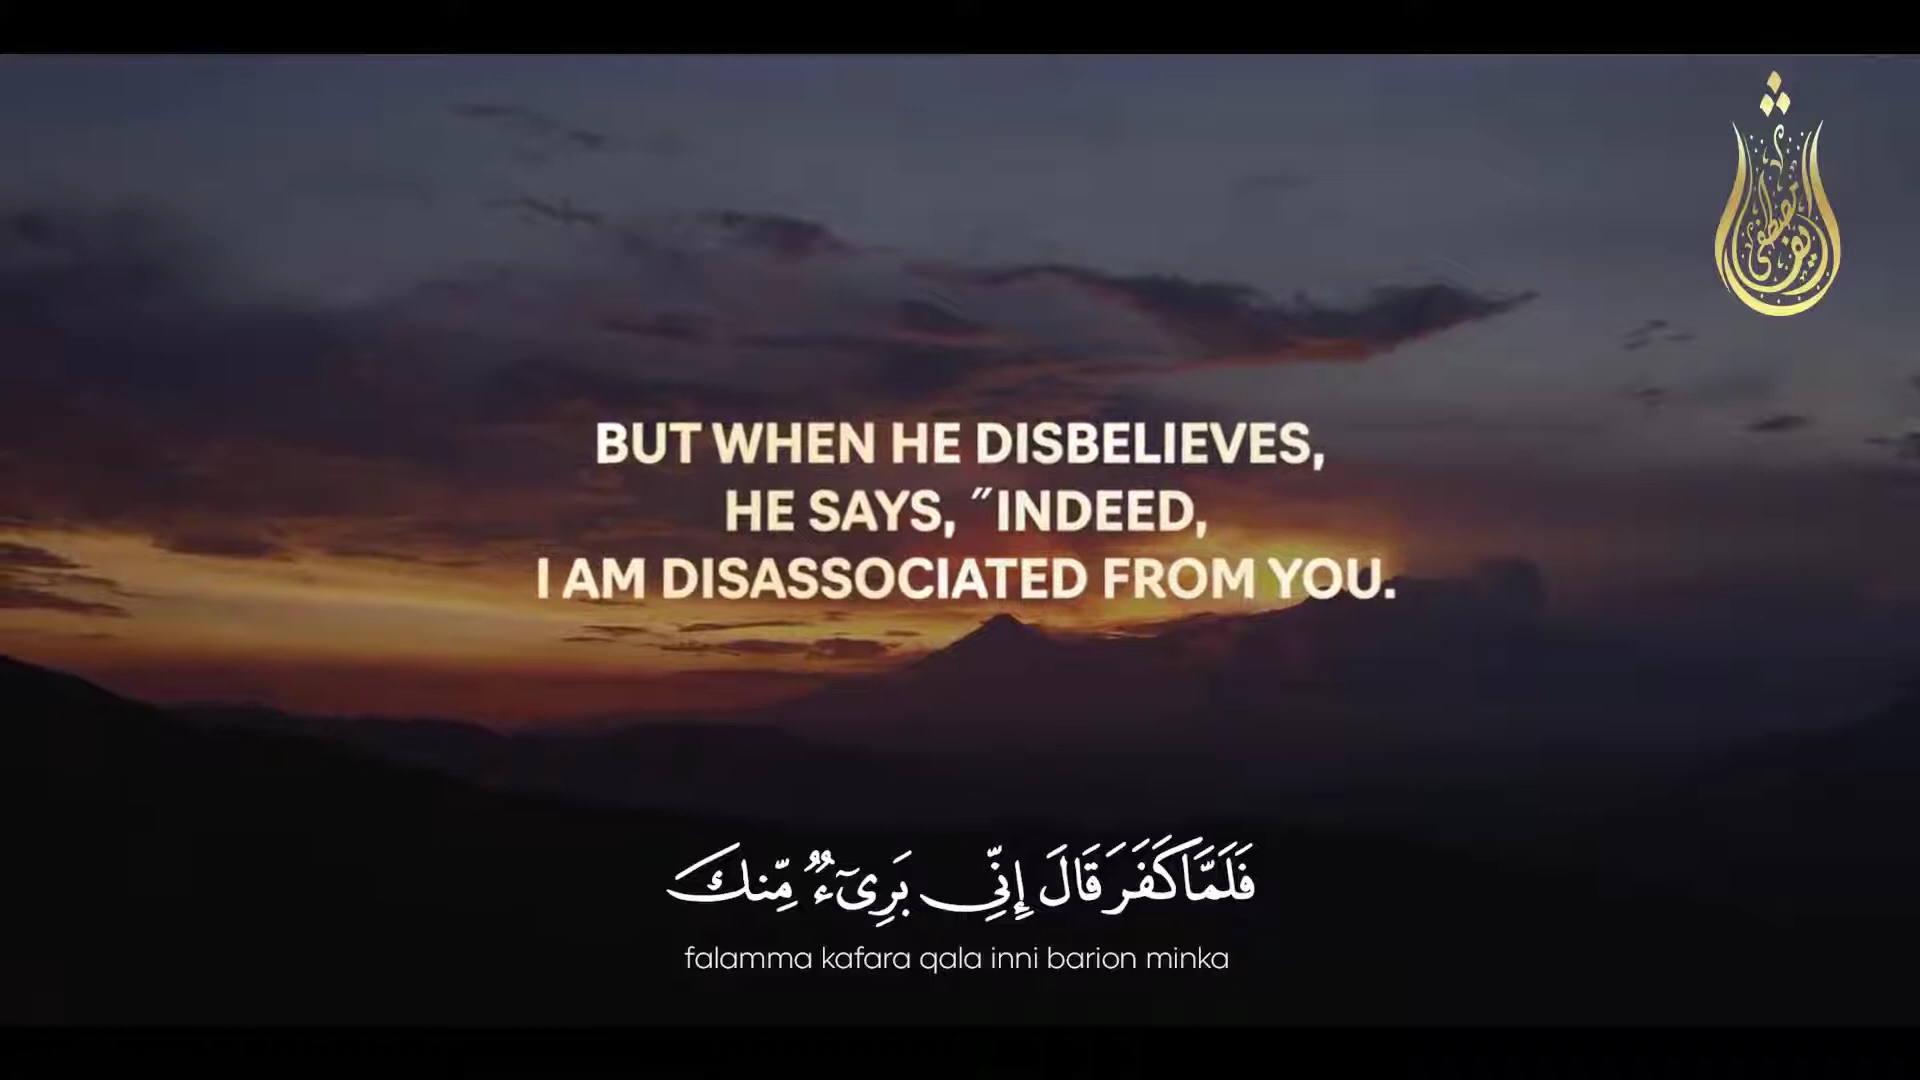 BUT WHEN HE DISBELIEVES,
HE SAYS, ˝INDEED,
I AM DISASSOCIATED FROM YOU.
فَلَمَّا كَفَرَ قَالَ إِنِّي بَرِيٓءٌ مِّنكَ
falamma kafara qala inni barion minka